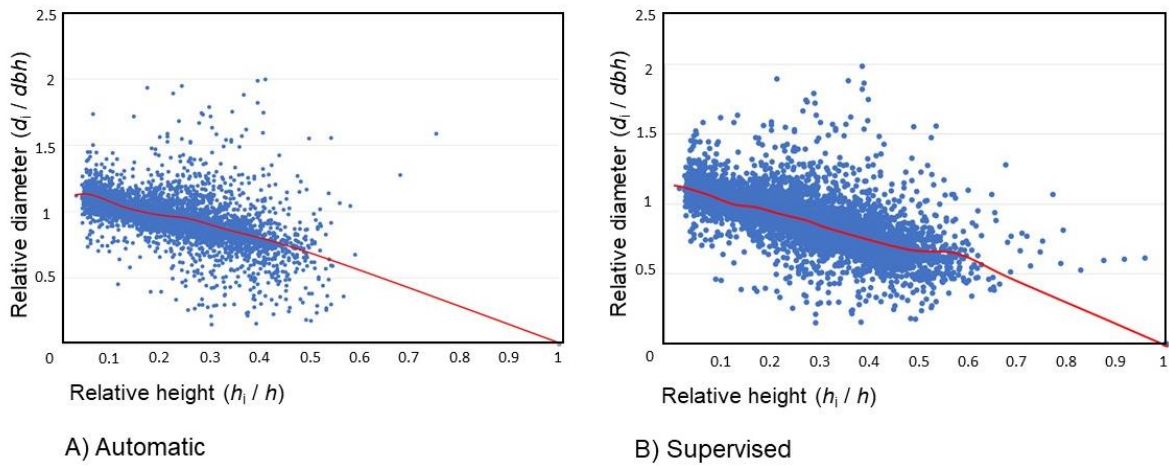 2.5
2
1.5
1
0.5
0
0.1 0.2 0.3 0.4 0.5 0.6 0.7 0.8 0.9 1
Relative diameter (di / dbh)
Relative height (hi / h)
A) Automatic
2.5
2
1.5
1
0.5
0
0.1 0.2 0.3 0.4 0.5 0.6 0.7 0.8 0.9 1
Relative diameter (di / dbh)
Relative height (hi / h)
B) Supervised